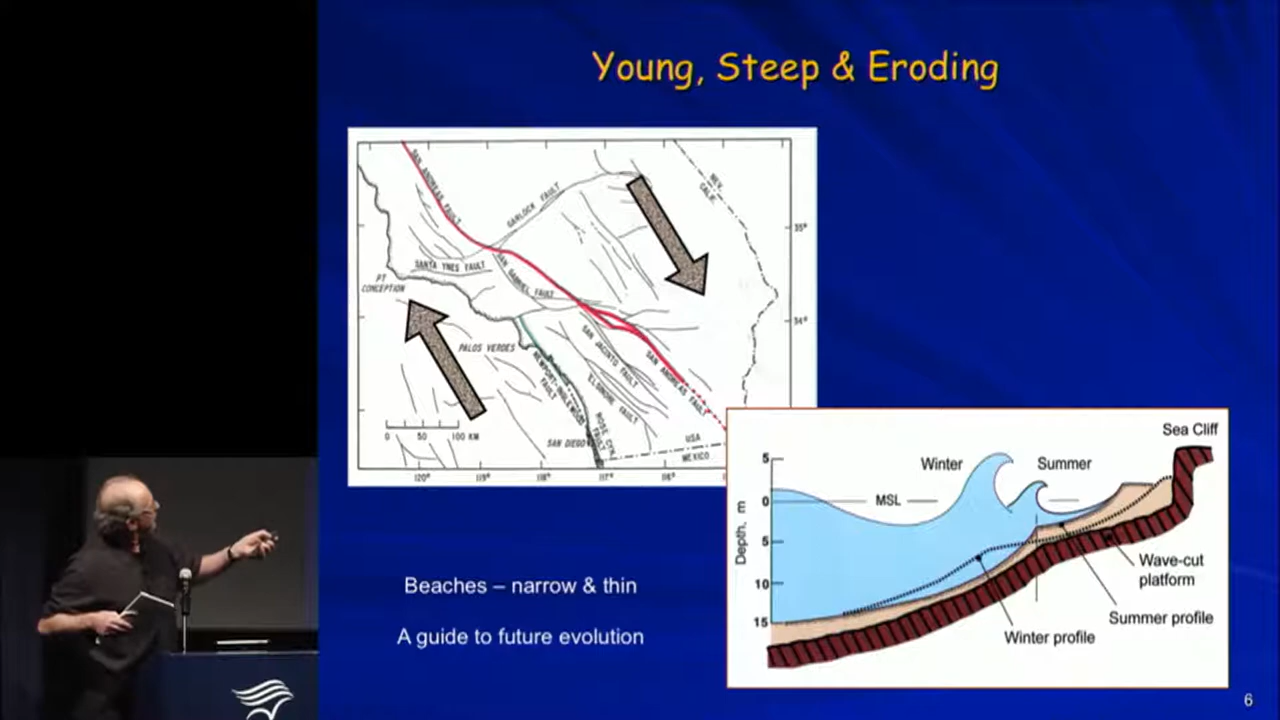 Young, Steep & Eroding
SAN ANDREAS FAULT
GARLOCK FAULT
NEV.
CALIF.
35°
SANTA YNES FAULT
SAN GABRIEL FAULT
PT
CONCEPTION
34°
PALOS VERDES
NEWPORT-INGLEWOOD
FAULT
SAN JACINTO FAULT
ELSINORE FAULT
SAN ANDREAS FAULT
0 50 100 KM
SAN DIEGO
ROSE CYN.
FAULT
USA
MEXICO
120° 119° 118° 117° 116°
Sea Cliff
Winter
Summer
MSL
Depth, m
5
0
5
10
15
Wave-cut
platform
Summer profile
Winter profile
Beaches – narrow & thin
A guide to future evolution
6